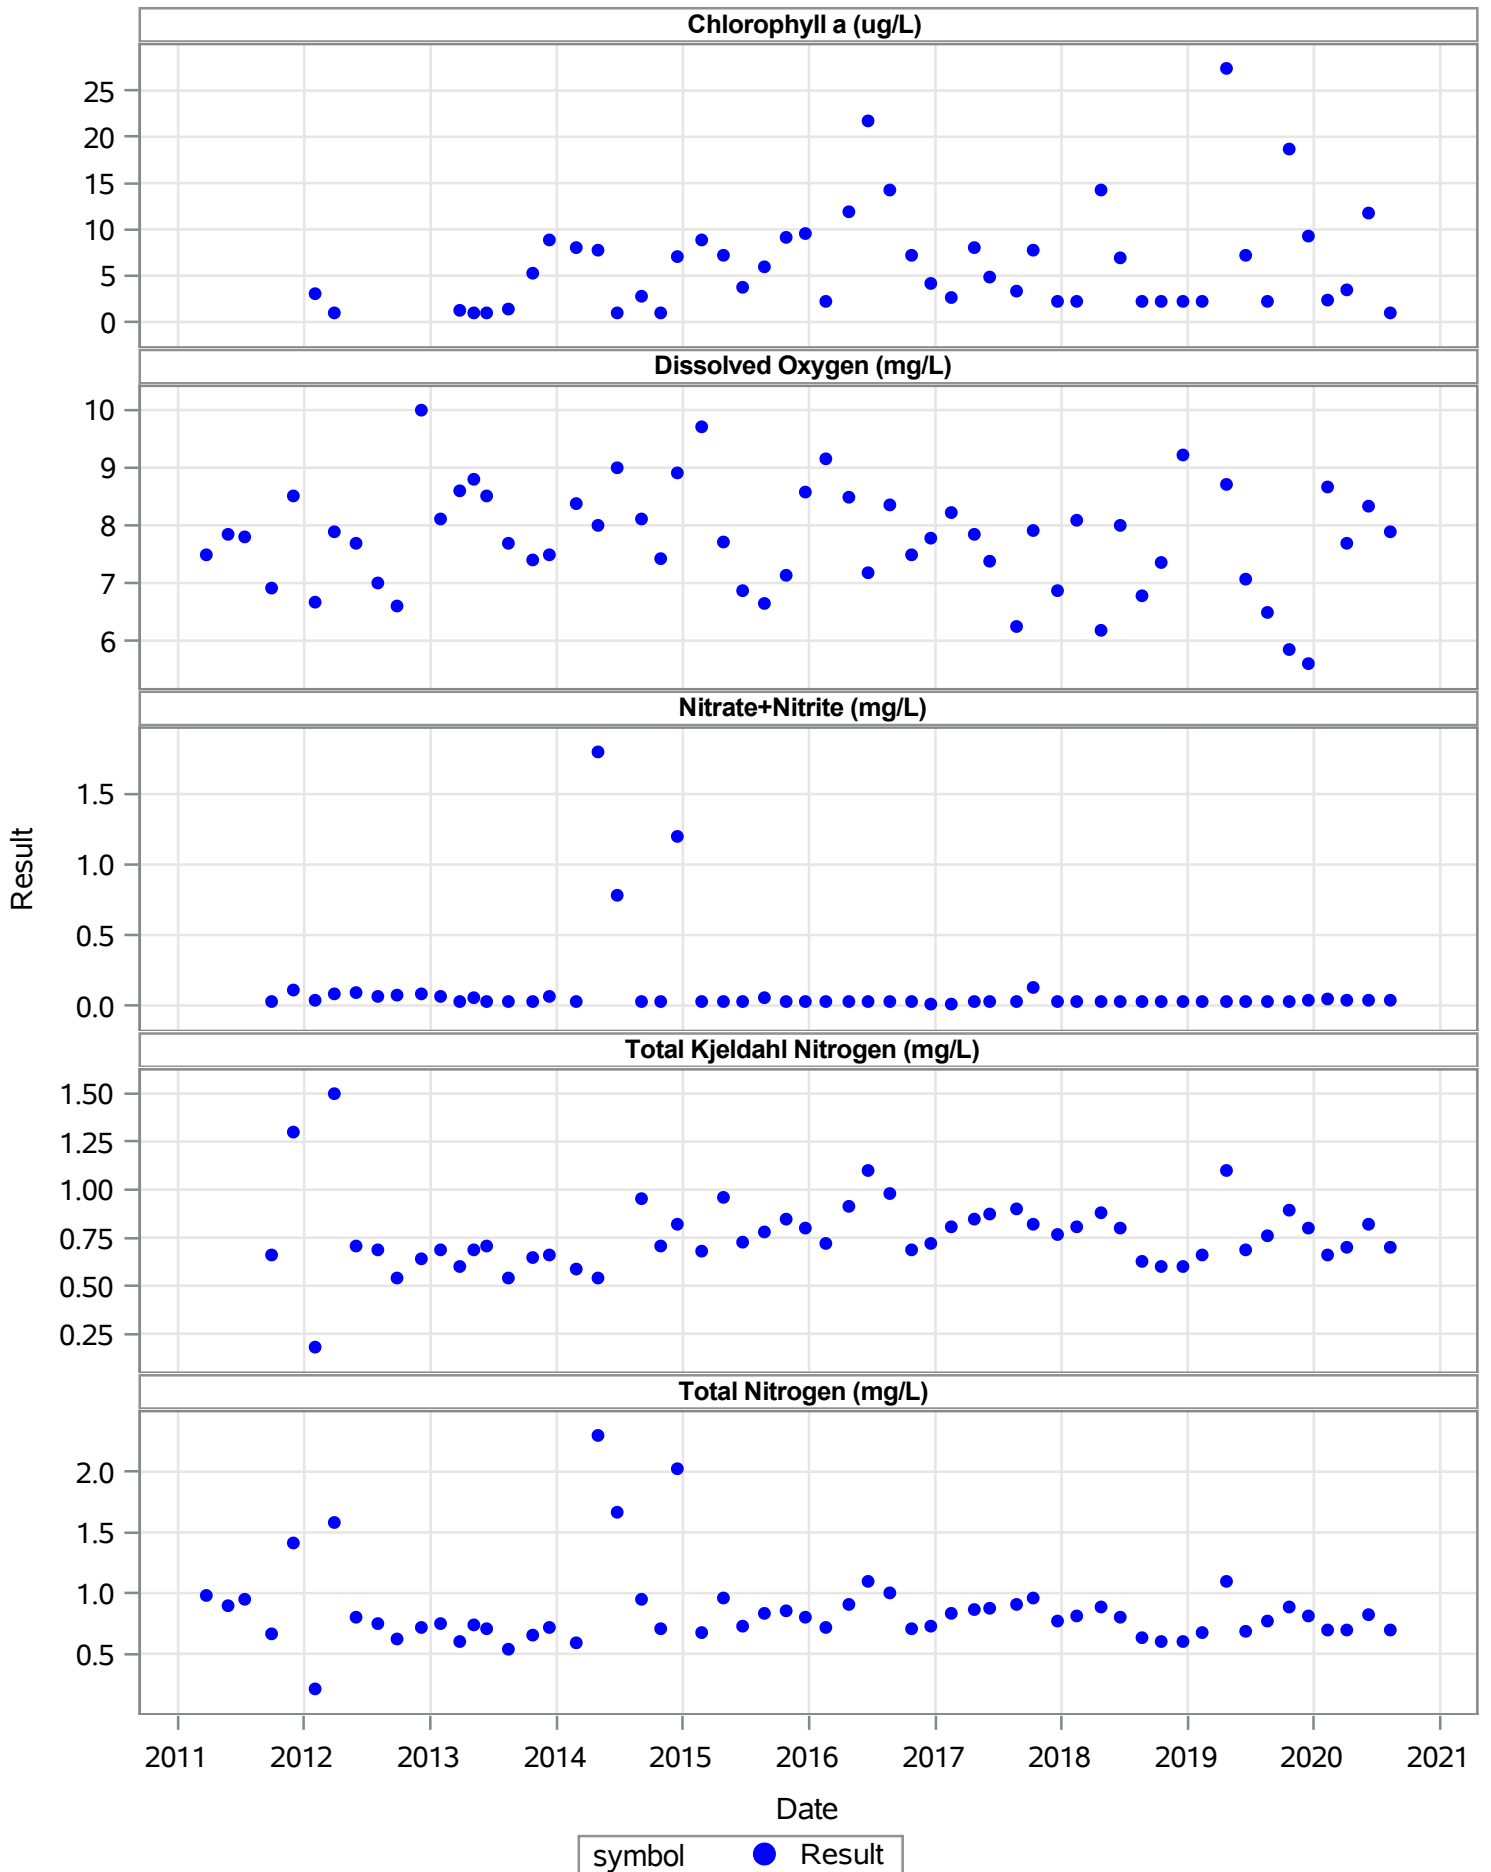 Chlorophyll a (ug/L)
25
20
15
10
5
0
Dissolved Oxygen (mg/L)
10
9
8
7
6
Nitrate+Nitrite (mg/L)
1.5
1.0
0.5
0.0
Result
Total Kjeldahl Nitrogen (mg/L)
1.50
1.25
1.00
0.75
0.50
0.25
Total Nitrogen (mg/L)
2.0
1.5
1.0
0.5
2011 2012 2013 2014 2015 2016 2017 2018 2019 2020 2021
Date
symbol Result